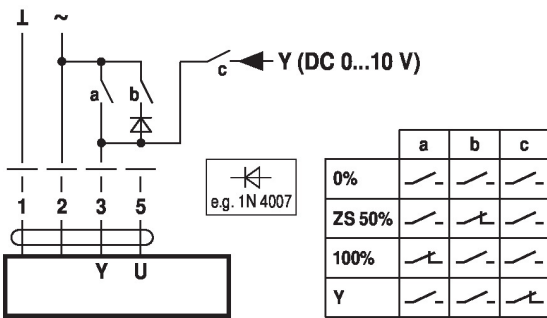 ⊥ ~
a b c Y (DC 0...10 V)
e.g. 1N 4007
1 2 3 5
Y U
a b c
0%
ZS 50%
100%
Y